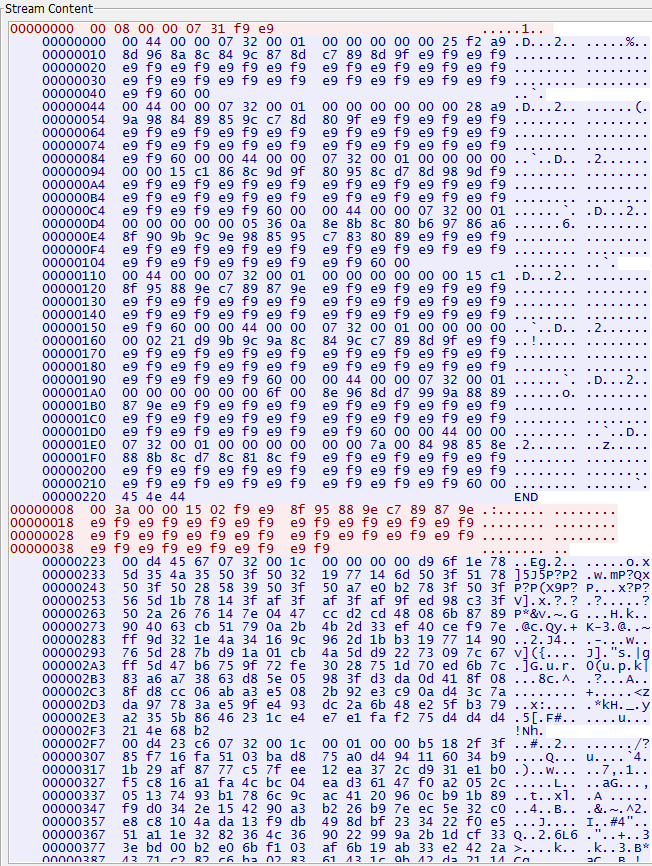 Stream Content
00000000  00 08 00 00 07 31 f9 e9  .....1..
00000000  00 44 00 00 07 32 00 01  00 00 00 00 00 25 f2 a9 .D...2.. .....%..
00000010  8d 96 8a 8c 84 9c 87 8d  c7 89 8d 9f e9 f9 e9 f9 ........ ........
00000020  e9 f9 e9 f9 e9 f9 e9 f9  e9 f9 e9 f9 e9 f9 e9 f9 ........ ........
00000030  e9 f9 e9 f9 e9 f9 e9 f9  e9 f9 e9 f9 e9 f9 e9 f9 ........ ........
00000040  e9 f9 60 00 ..`.
00000044  00 44 00 00 07 32 00 01  00 00 00 00 00 00 28 a9 .D...2.. ......(.
00000054  9a 98 84 89 85 9c c7 8d  80 9f e9 f9 e9 f9 e9 f9 ........ ........
00000064  e9 f9 e9 f9 e9 f9 e9 f9  e9 f9 e9 f9 e9 f9 e9 f9 ........ ........
00000074  e9 f9 e9 f9 e9 f9 e9 f9  e9 f9 e9 f9 e9 f9 e9 f9 ........ ........
00000084  e9 f9 60 00 00 44 00 00  07 32 00 01 00 00 00 00 ..`..D.. .2......
00000094  00 00 15 c1 86 8c 9d 9f  80 95 8c d7 8d 98 9d f9 ........ ........
000000A4  e9 f9 e9 f9 e9 f9 e9 f9  e9 f9 e9 f9 e9 f9 e9 f9 ........ ........
000000B4  e9 f9 e9 f9 e9 f9 e9 f9  e9 f9 e9 f9 e9 f9 e9 f9 ........ ........
000000C4  e9 f9 e9 f9 e9 f9 60 00  00 44 00 00 07 32 00 01 ......`. .D...2..
000000D4  00 00 00 00 00 05 36 0a  8e 8b 8c 80 b6 97 86 a6 ......6. ........
000000E4  8f 90 9b 9c 9e 98 85 95  c7 83 80 89 e9 f9 e9 f9 ........ ........
000000F4  e9 f9 e9 f9 e9 f9 e9 f9  e9 f9 e9 f9 e9 f9 e9 f9 ........ ........
00000104  e9 f9 e9 f9 e9 f9 e9 f9  e9 f9 60 00 ........ ..`.
00000110  00 44 00 00 07 32 00 01  00 00 00 00 00 00 15 c1 .D...2.. ........
00000120  8f 95 88 9e c7 89 87 9e  e9 f9 e9 f9 e9 f9 e9 f9 ........ ........
00000130  e9 f9 e9 f9 e9 f9 e9 f9  e9 f9 e9 f9 e9 f9 e9 f9 ........ ........
00000140  e9 f9 e9 f9 e9 f9 e9 f9  e9 f9 e9 f9 e9 f9 e9 f9 ........ ........
00000150  e9 f9 60 00 00 44 00 00  07 32 00 01 00 00 00 00 ..`..D.. .2......
00000160  00 02 21 d9 9b 9c 9a 8c  84 9c c7 89 8d 9f e9 f9 ..!..... ........
00000170  e9 f9 e9 f9 e9 f9 e9 f9  e9 f9 e9 f9 e9 f9 e9 f9 ........ ........
00000180  e9 f9 e9 f9 e9 f9 e9 f9  e9 f9 e9 f9 e9 f9 e9 f9 ........ ........
00000190  e9 f9 e9 f9 e9 f9 60 00  00 44 00 00 07 32 00 01 ......`. .D...2..
000001A0  00 00 00 00 00 00 6f 00  8e 96 8d d7 99 9a 88 89 ......o. ........
000001B0  87 9e e9 f9 e9 f9 e9 f9  e9 f9 e9 f9 e9 f9 e9 f9 ........ ........
000001C0  e9 f9 e9 f9 e9 f9 e9 f9  e9 f9 e9 f9 e9 f9 e9 f9 ........ ........
000001D0  e9 f9 e9 f9 e9 f9 e9 f9  e9 f9 60 00 00 44 00 00 ........ ..`..D..
000001E0  07 32 00 01 00 00 00 00  00 00 7a 00 84 98 85 8e .2...... ..z.....
000001F0  88 8b 8c d7 8c 81 8c f9  e9 f9 e9 f9 e9 f9 e9 f9 ........ ........
00000200  e9 f9 e9 f9 e9 f9 e9 f9  e9 f9 e9 f9 e9 f9 e9 f9 ........ ........
00000210  e9 f9 e9 f9 e9 f9 e9 f9  e9 f9 e9 f9 e9 f9 60 00 ........ ......`.
00000220  45 4e 44 END
00000008  00 3a 00 00 15 02 f9 e9  8f 95 88 9e c7 89 87 9e .:...... ........
00000018  e9 f9 e9 f9 e9 f9 e9 f9  e9 f9 e9 f9 e9 f9 e9 f9 ........ ........
00000028  e9 f9 e9 f9 e9 f9 e9 f9  e9 f9 e9 f9 e9 f9 e9 f9 ........ ........
00000038  e9 f9 e9 f9 e9 f9 e9 f9  e9 f9 ........ ..
00000223  00 d4 45 67 07 32 00 1c  00 00 00 00 d9 6f 1e 78 ..Eg.2.. .....o.x
00000233  5d 35 4a 35 50 3f 50 32  19 77 14 6d 50 3f 51 78 ]5J5P?P2 .w.mP?Qx
00000243  50 3f 50 28 58 39 50 3f  50 a7 e0 b2 78 3f 50 3f P?P(X9P? P...x?P?
00000253  56 5d 1b 78 14 3f af 3f  af 3f af 9f ed 98 c3 3f V].x.?.? .?.....?
00000263  50 2a 26 76 14 7e 04 47  cc d2 cd 48 08 6b 87 89 P*&v.~.G ...H.k..
00000273  90 40 63 cb 51 79 0a 2b  4b 2d 33 ef 40 ce f9 7e .@c.Qy.+ K-3.@..~
00000283  ff 9d 32 1e 4a 34 16 9c  96 2d 1b b3 19 77 14 90 ..2.J4.. .-...w..
00000293  76 5d 28 7b d9 1a 01 cb  4a 5d d9 22 73 09 7c 67 v]({.... J]."s.|g
000002A3  ff 5d 47 b6 75 9f 72 fe  30 28 75 1d 70 ed 6b 7c .]G.u.r. 0(u.p.k|
000002B3  83 a6 a7 38 63 d8 5e 05  98 3f d3 da 0d 41 8f 08 ...8c.^. .?...A..
000002C3  8f d8 cc 06 ab a3 e5 08  2b 92 e3 c9 0a d4 3c 7a ........ +.....<z
000002D3  da 97 78 3a e5 9f e4 93  dc 2a 6b 48 e2 5f b3 79 ..x:.... .*kH._.y
000002E3  a2 35 5b 86 46 23 1c e4  e7 e1 fa f2 75 d4 d4 d4 .5[.F#.. ....u...
000002F3  21 4e 68 b2 !Nh.
000002F7  00 d4 23 c6 07 32 00 1c  00 01 00 00 b5 18 2f 3f ..#..2.. ....../?
00000307  85 f7 16 fa 51 03 ba d8  75 a0 d4 94 11 60 34 b9 ....Q... u....`4.
00000317  1b 29 af 87 77 c5 7f ee  12 ea 37 2c d9 31 e1 b0 .)..w... ..7,.1..
00000327  f5 c8 16 a1 fa 4c bc 04  ea d3 61 47 f0 a2 05 2c .....L.. ..aG...,
00000337  05 13 74 93 b1 78 6c 9c  ac 41 20 96 0c b9 1b 89 ..t..xl. .A .....
00000347  f9 d0 34 2e 15 42 90 a3  b2 26 b9 7e ec 5e 32 c0 ..4..B.. .&.~.^2.
00000357  e8 c8 10 4a da 13 f9 db  49 8d bf 23 34 22 f0 e5 ...J.... I..#4"..
00000367  51 a1 1e 32 82 36 4c 36  90 22 99 9a 2b 1d cf 33 Q..2.6L6 ."..+..3
00000377  3e bd 00 b2 e0 6b f1 03  af 6b 19 ab 33 e2 42 2a >....k.. .k..3.B*